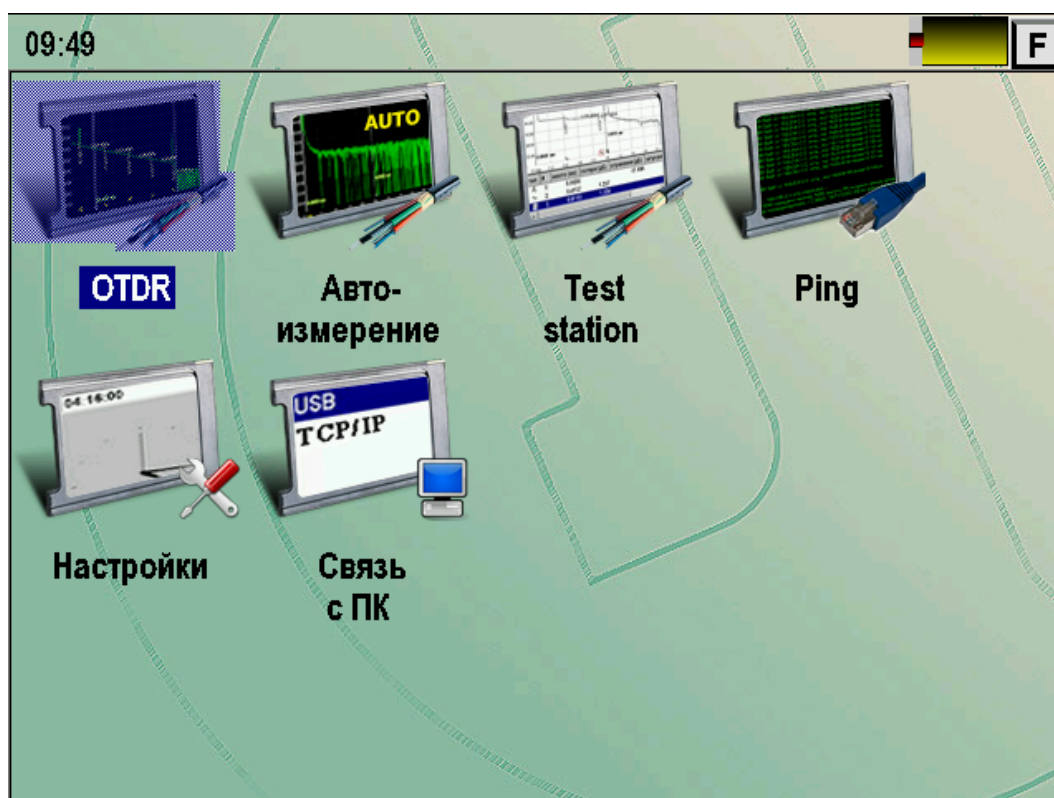 09:49
F
AUTO
OTDR
Авто-
измерение
Test
station
Ping
04:16:00
USB
TCP/IP
Настройки
Связь
с ПК